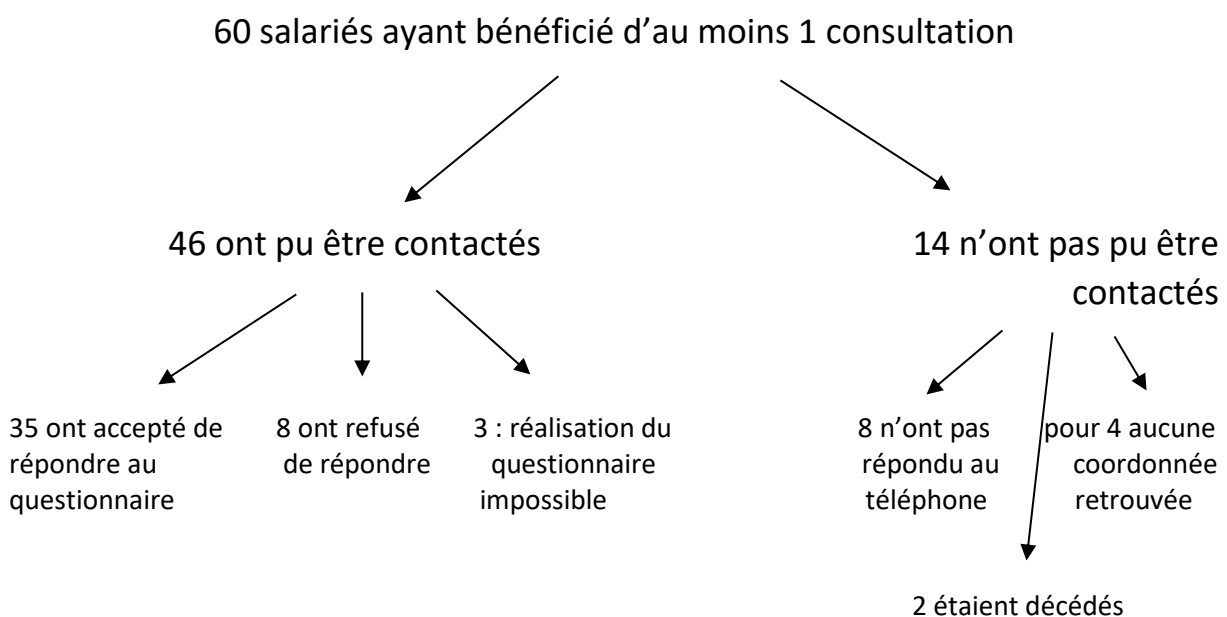 60 salariés ayant bénéficié d’au moins 1 consultation
46 ont pu être contactés
14 n’ont pas pu être
contactés
35 ont accepté de
répondre au
questionnaire
8 ont refusé
de répondre
3 : réalisation du
questionnaire
impossible
8 n’ont pas
répondu au
téléphone
pour 4 aucune
coordonnée
retrouvée
2 étaient décédés